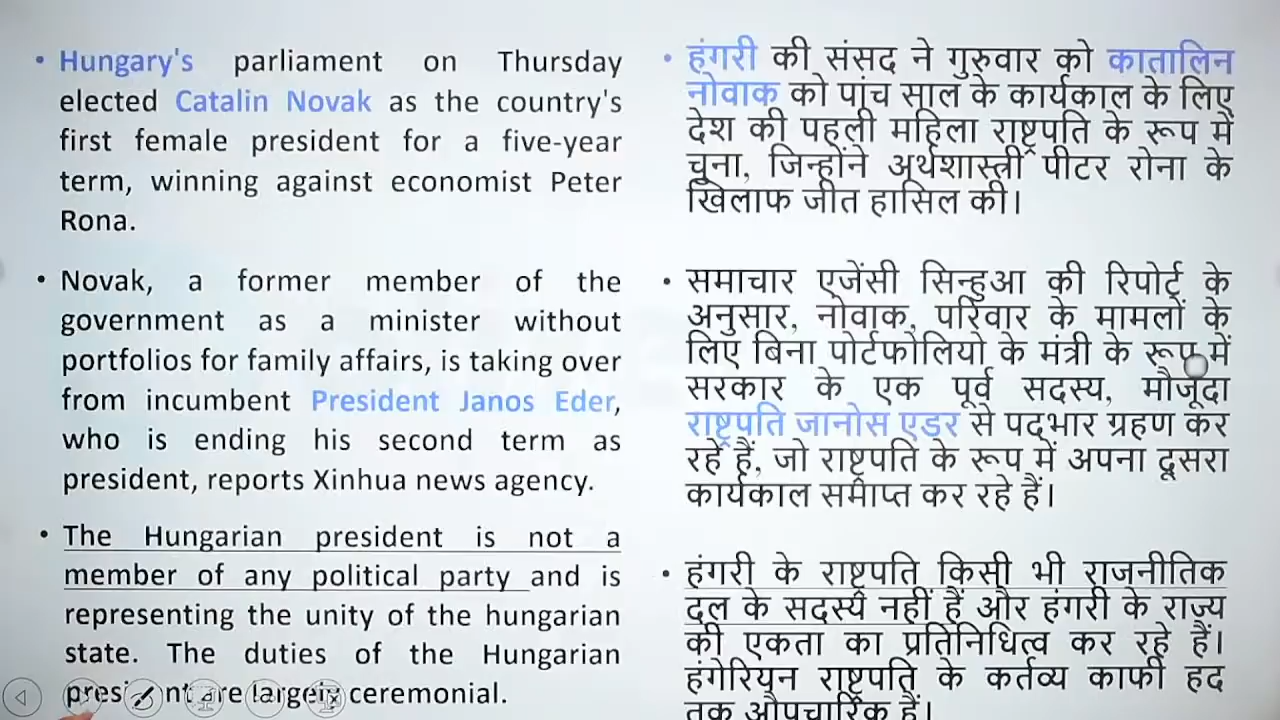 • Hungary's parliament on Thursday
elected Catalin Novak as the country's
first female president for a five-year
term, winning against economist Peter
Rona.
• Novak, a former member of the
government as a minister without
portfolios for family affairs, is taking over
from incumbent President Janos Eder,
who is ending his second term as
president, reports Xinhua news agency.
• The Hungarian president is not a
member of any political party and is
representing the unity of the hungarian
state. The duties of the Hungarian
president are largely ceremonial.
• हंगरी की संसद ने गुरुवार को कातालिन
नोवाक को पांच साल के कार्यकाल के लिए
देश की पहली महिला राष्ट्रपति के रूप में
चुना, जिन्होंने अर्थशास्त्री पीटर रोना के
खिलाफ जीत हासिल की।
• समाचार एजेंसी सिन्हुआ की रिपोर्ट के
अनुसार, नोवाक, परिवार के मामलों के
लिए बिना पोर्टफोलियो के मंत्री के रूप में
सरकार के एक पूर्व सदस्य, मौजूदा
राष्ट्रपति जानोस एडर से पदभार ग्रहण कर
रहे हैं, जो राष्ट्रपति के रूप में अपना दूसरा
कार्यकाल समाप्त कर रहे हैं।
• हंगरी के राष्ट्रपति किसी भी राजनीतिक
दल के सदस्य नहीं हैं और हंगरी के राज्य
की एकता का प्रतिनिधित्व कर रहे हैं।
हंगेरियन राष्ट्रपति के कर्तव्य काफी हद
तक औपचारिक हैं।